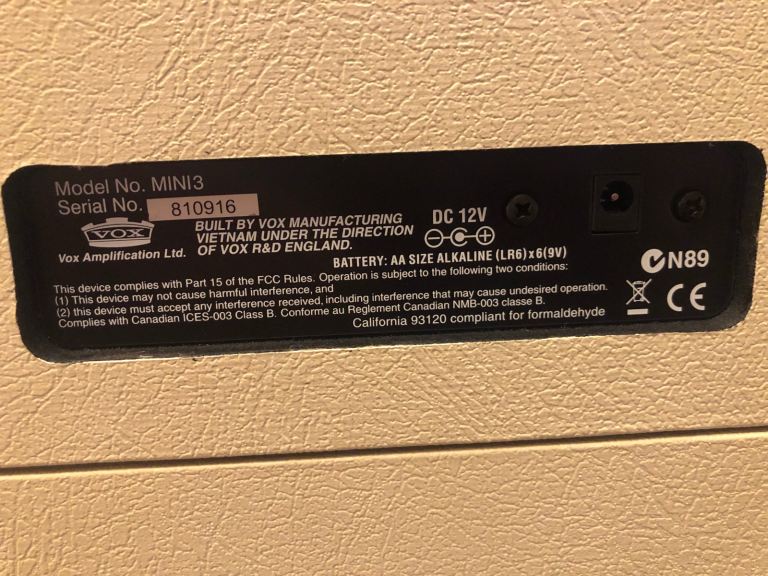 Model No. MINI3
Serial No. 810916
VOX
Vox Amplification Ltd.
BUILT BY VOX MANUFACTURING
VIETNAM UNDER THE DIRECTION
OF VOX R&D ENGLAND.
DC 12V
BATTERY: AA SIZE ALKALINE (LR6)x6(9V)
N89
This device complies with Part 15 of the FCC Rules. Operation is subject to the following two conditions:
(1) This device may not cause harmful interference, and
(2) this device must accept any interference received, including interference that may cause undesired operation.
Complies with Canadian ICES-003 Class B. Conforme au Reglement Canadien NMB-003 classe B.
California 93120 compliant for formaldehyde
CE